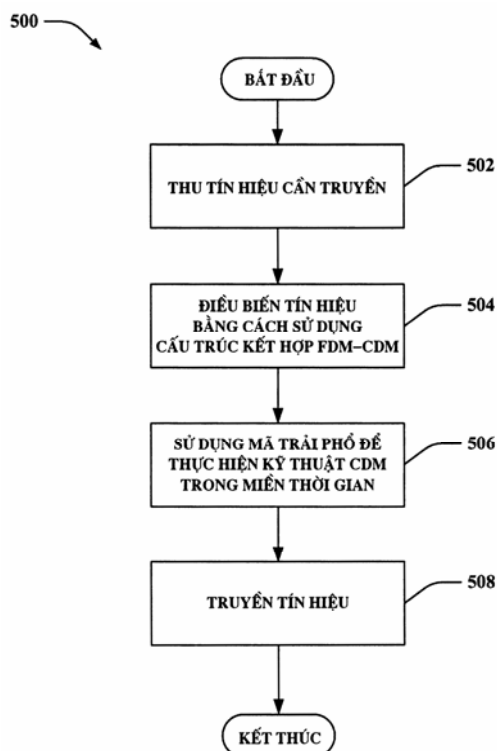 500
BẮT ĐẦU
502
THU TÍN HIỆU CẦN TRUYỀN
504
ĐIỀU BIẾN TÍN HIỆU
BẰNG CÁCH SỬ DỤNG
CẤU TRÚC KẾT HỢP FDM–CDM
506
SỬ DỤNG MÃ TRẢI PHỔ ĐỂ
THỰC HIỆN KỸ THUẬT CDM
TRONG MIỀN THỜI GIAN
508
TRUYỀN TÍN HIỆU
KẾT THÚC